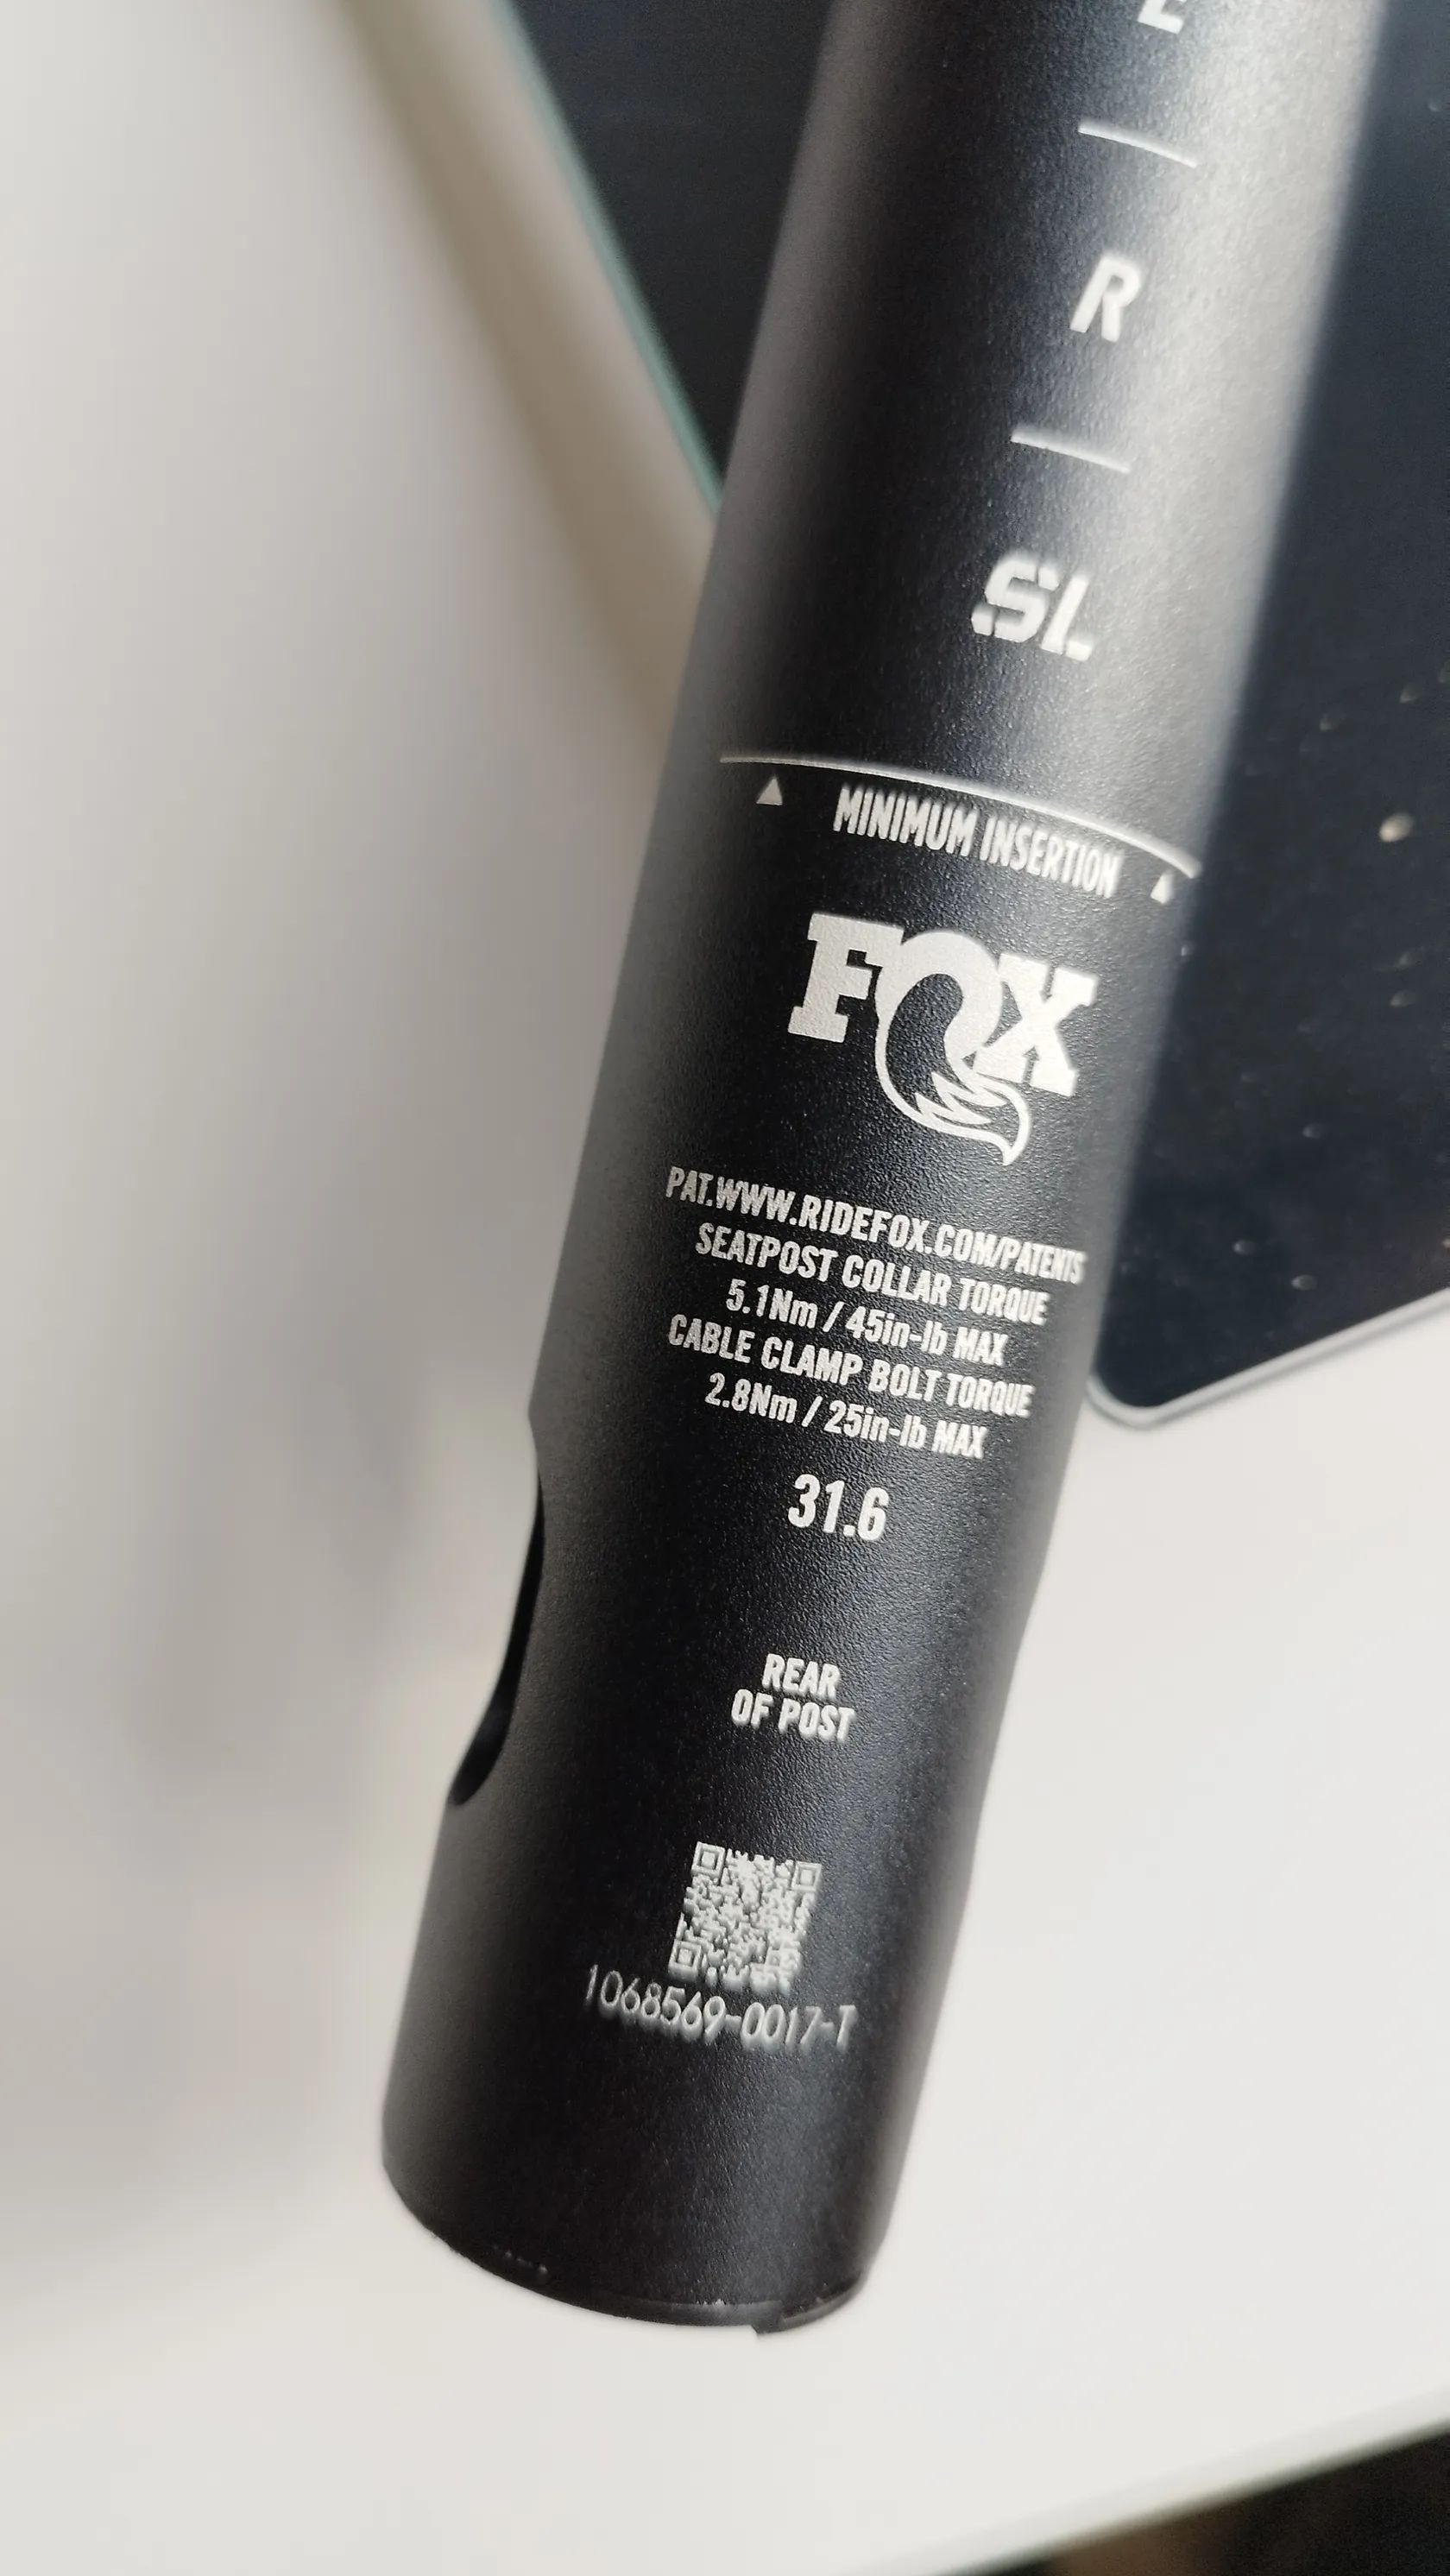 R
SL
MINIMUM INSERTION
FOX
PAT.WWW.RIDEFOX.COM/PATENTS
SEATPOST COLLAR TORQUE
5.1Nm / 45in-lb MAX
CABLE CLAMP BOLT TORQUE
2.8Nm / 25in-lb MAX
31.6
REAR
OF POST
1068569-0017-T